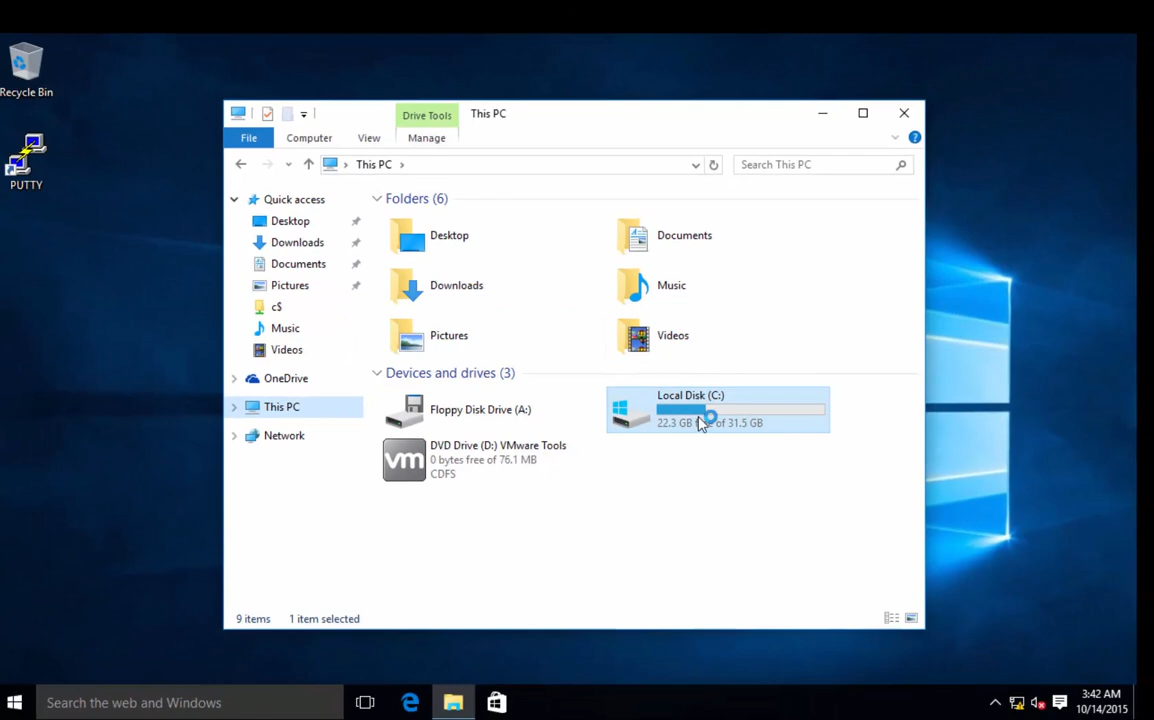 Recycle Bin
PUTTY
Drive Tools
This PC
File
Computer
View
Manage
This PC
Search This PC
Quick access
Desktop
Downloads
Documents
Pictures
c$
Music
Videos
OneDrive
This PC
Network
Folders (6)
Desktop
Documents
Downloads
Music
Pictures
Videos
Devices and drives (3)
Floppy Disk Drive (A:)
Local Disk (C:)
22.3 GB of 31.5 GB
DVD Drive (D:) VMware Tools
0 bytes free of 76.1 MB
CDFS
vm
9 items
1 item selected
Search the web and Windows
3:42 AM
10/14/2015